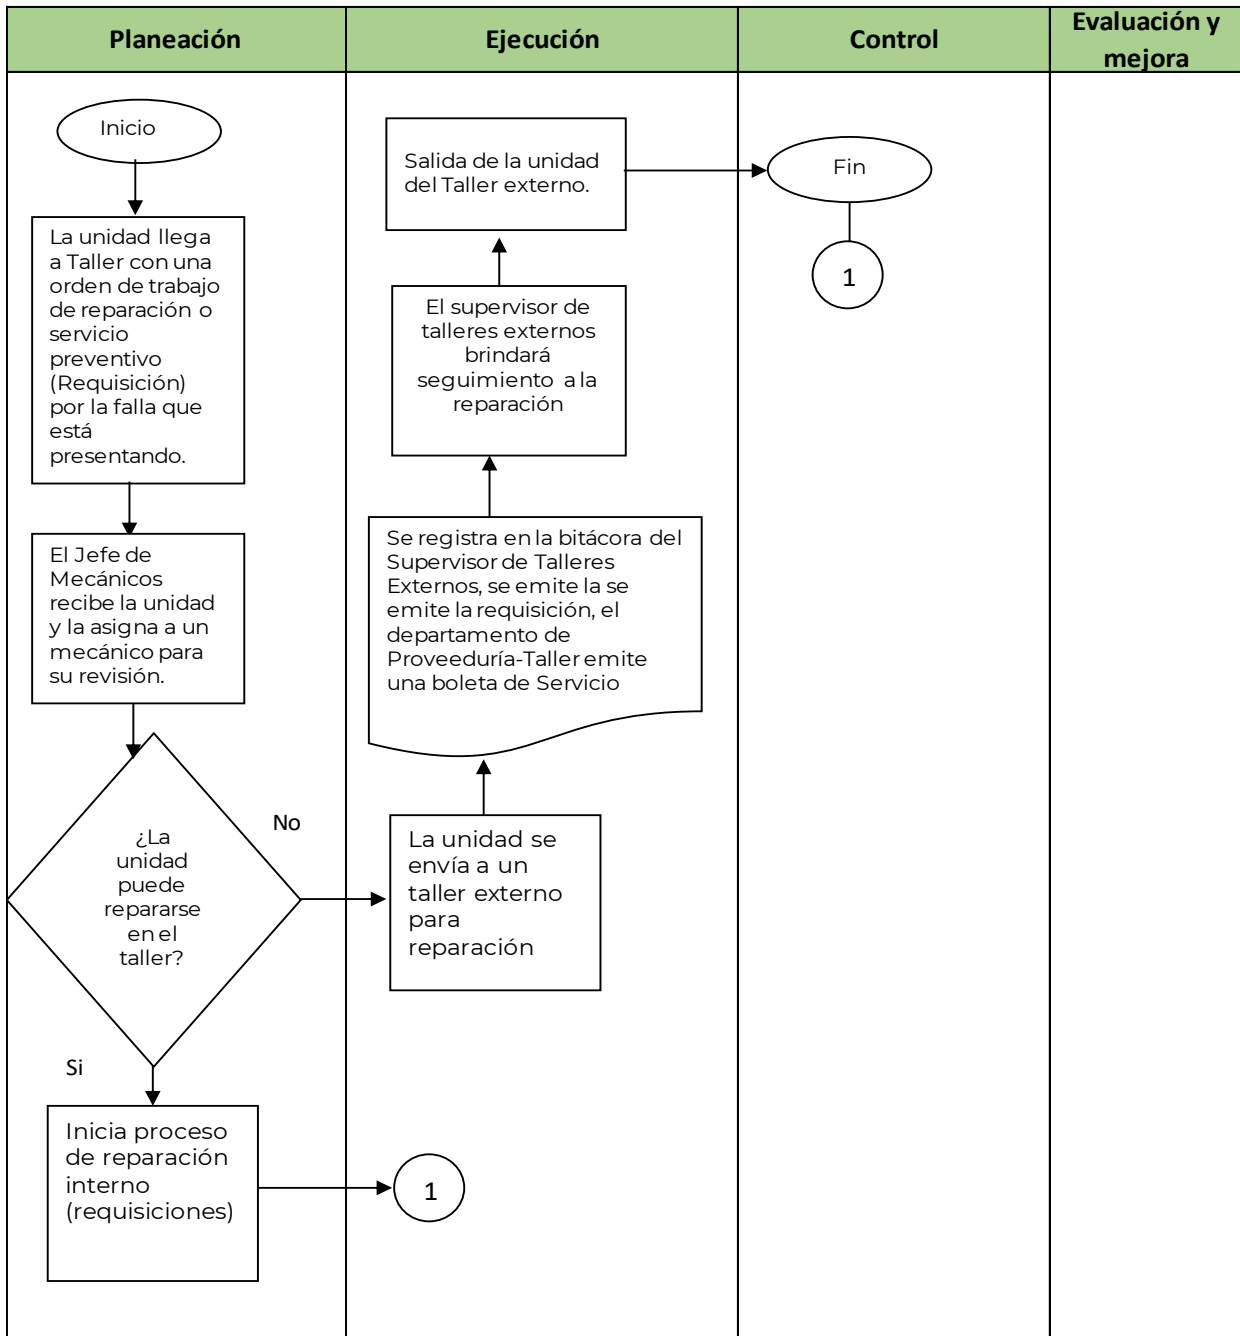 Planeación
Ejecución
Control
Evaluación y
mejora
Inicio
La unidad llega
a Taller con una
orden de trabajo
de reparación o
servicio
preventivo
(Requisición)
por la falla que
está
presentando.
El Jefe de
Mecánicos
recibe la unidad
y la asigna a un
mecánico para
su revisión.
¿La
unidad
puede
repararse
en el
taller?
No
Si
Inicia proceso
de reparación
interno
(requisiciones)
1
La unidad se
envía a un
taller externo
para
reparación
Se registra en la bitácora del
Supervisor de Talleres
Externos, se emite la se
emite la requisición, el
departamento de
Proveeduría-Taller emite
una boleta de Servicio
El supervisor de
talleres externos
brindará
seguimiento a la
reparación
Salida de la unidad
del Taller externo.
Fin
1